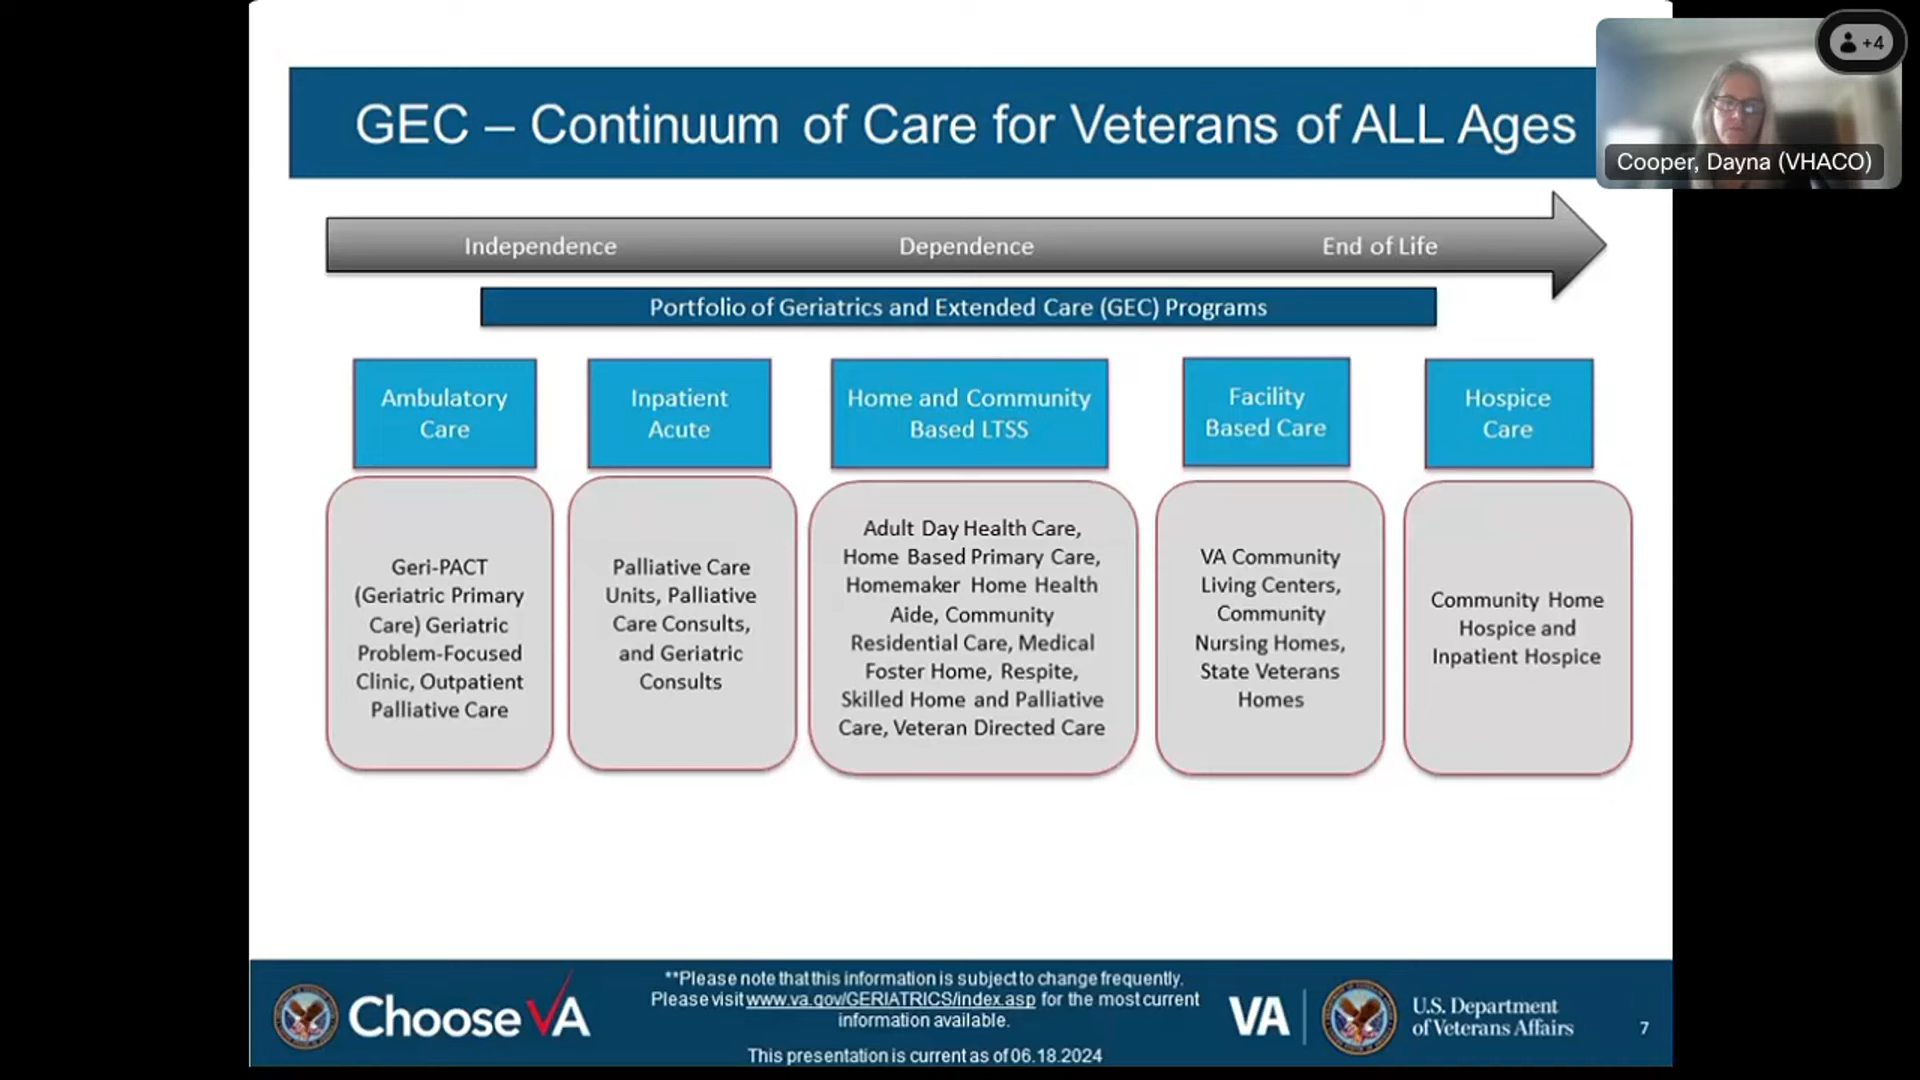 +4
Cooper, Dayna (VHACO)
GEC – Continuum of Care for Veterans of ALL Ages
Independence
Dependence
End of Life
Portfolio of Geriatrics and Extended Care (GEC) Programs
Ambulatory
Care
Geri-PACT
(Geriatric Primary
Care) Geriatric
Problem-Focused
Clinic, Outpatient
Palliative Care
Inpatient
Acute
Palliative Care
Units, Palliative
Care Consults,
and Geriatric
Consults
Home and Community
Based LTSS
Adult Day Health Care,
Home Based Primary Care,
Homemaker Home Health
Aide, Community
Residential Care, Medical
Foster Home, Respite,
Skilled Home and Palliative
Care, Veteran Directed Care
Facility
Based Care
VA Community
Living Centers,
Community
Nursing Homes,
State Veterans
Homes
Hospice
Care
Community Home
Hospice and
Inpatient Hospice
Choose VA
**Please note that this information is subject to change frequently.
Please visit www.va.gov/GERIATRICS/index.asp for the most current
information available.
This presentation is current as of 06.18.2024
VA
U.S. Department
of Veterans Affairs
7